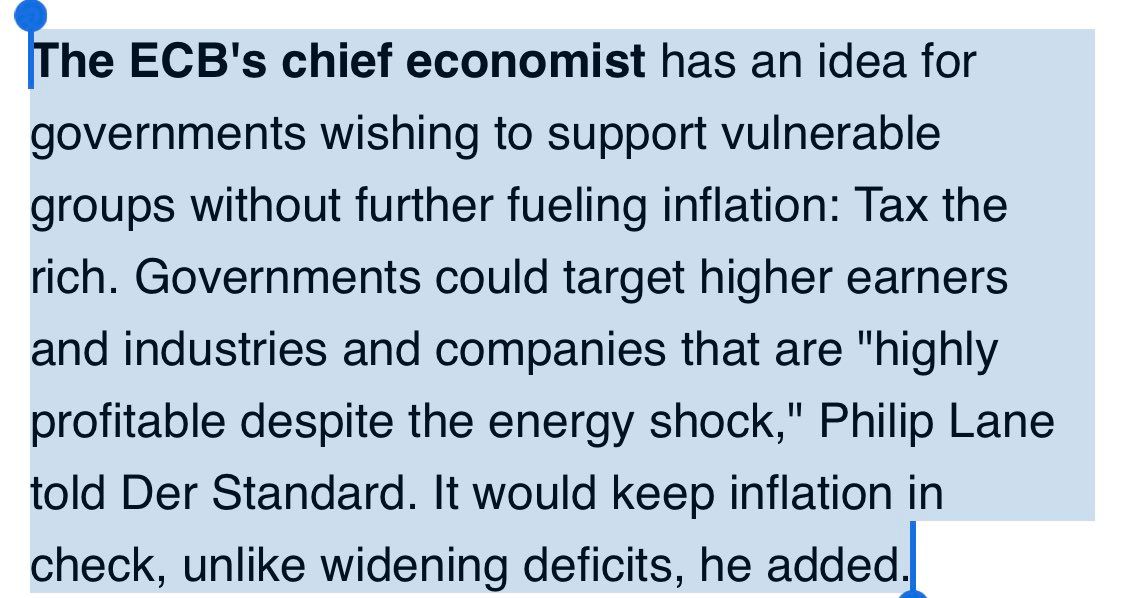 The ECB's chief economist has an idea for
governments wishing to support vulnerable
groups without further fueling inflation: Tax the
rich. Governments could target higher earners
and industries and companies that are "highly
profitable despite the energy shock," Philip Lane
told Der Standard. It would keep inflation in
check, unlike widening deficits, he added.